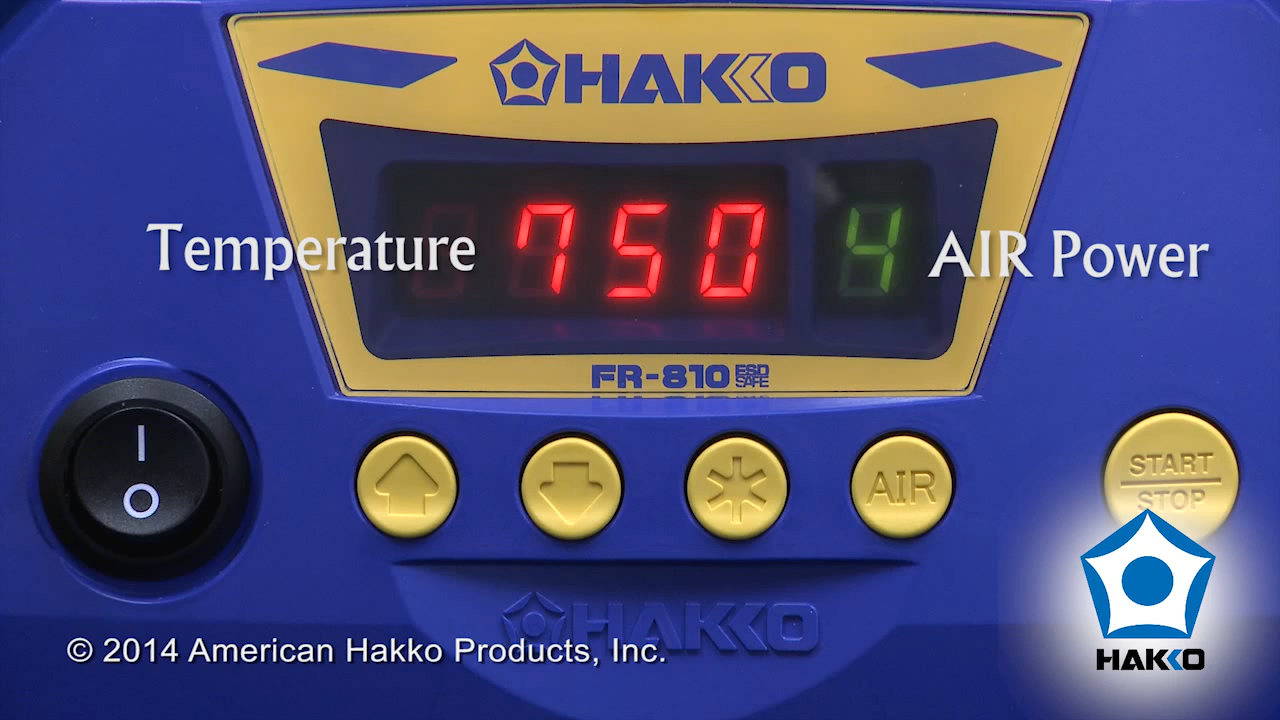 HAKKO
Temperature
750
4
AIR Power
FR-810 ESD SAFE
I
O
AIR
START
STOP
HAKKO
© 2014 American Hakko Products, Inc.
HAKKO